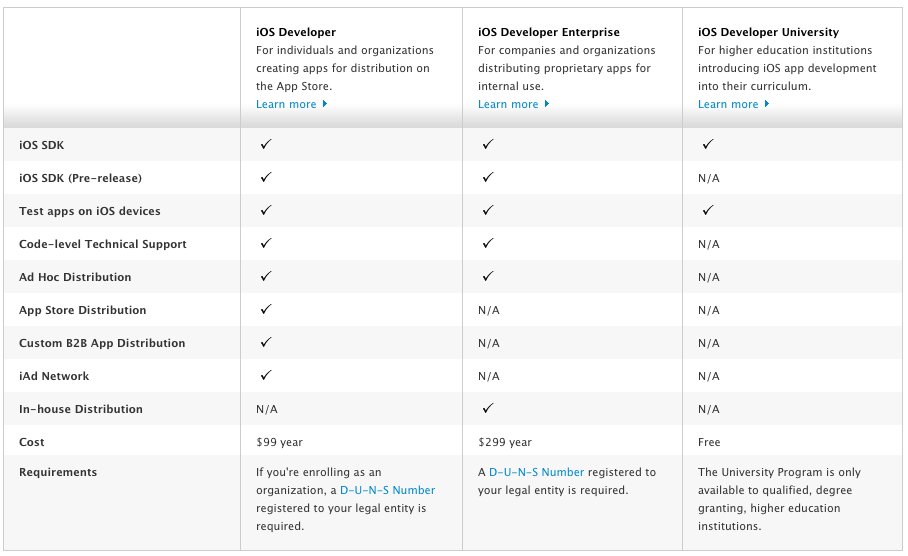 iOS Developer
For individuals and organizations
creating apps for distribution on
the App Store.
Learn more
iOS Developer Enterprise
For companies and organizations
distributing proprietary apps for
internal use.
Learn more
iOS Developer University
For higher education institutions
introducing iOS app development
into their curriculum.
Learn more
iOS SDK ✓ ✓ ✓
iOS SDK (Pre-release) ✓ ✓ N/A
Test apps on iOS devices ✓ ✓ ✓
Code-level Technical Support ✓ ✓ N/A
Ad Hoc Distribution ✓ ✓ N/A
App Store Distribution ✓ N/A N/A
Custom B2B App Distribution ✓ N/A N/A
iAd Network ✓ N/A N/A
In-house Distribution N/A ✓ N/A
Cost $99 year $299 year Free
Requirements
If you're enrolling as an
organization, a D-U-N-S Number
registered to your legal entity is
required.
A D-U-N-S Number registered to
your legal entity is required.
The University Program is only
available to qualified, degree
granting, higher education
institutions.